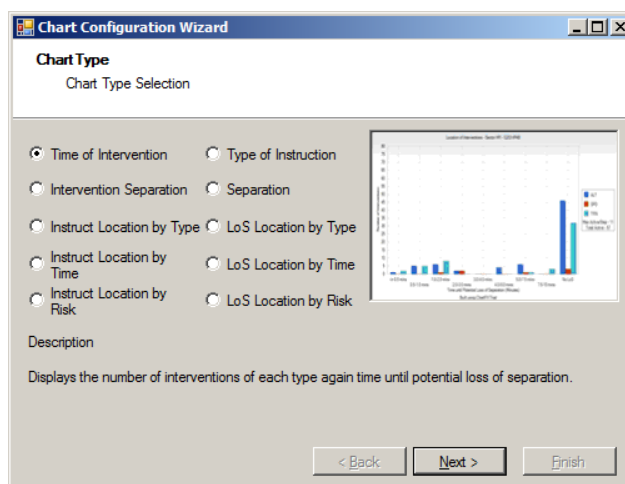 Chart Configuration Wizard
Chart Type
Chart Type Selection
Time of Intervention
Type of Instruction
Intervention Separation
Separation
Instruct Location by Type
LoS Location by Type
Instruct Location by
Time
LoS Location by Time
Instruct Location by
Risk
LoS Location by Risk
Description
Displays the number of interventions of each type again time until potential loss of separation.
< Back
Next >
Finish